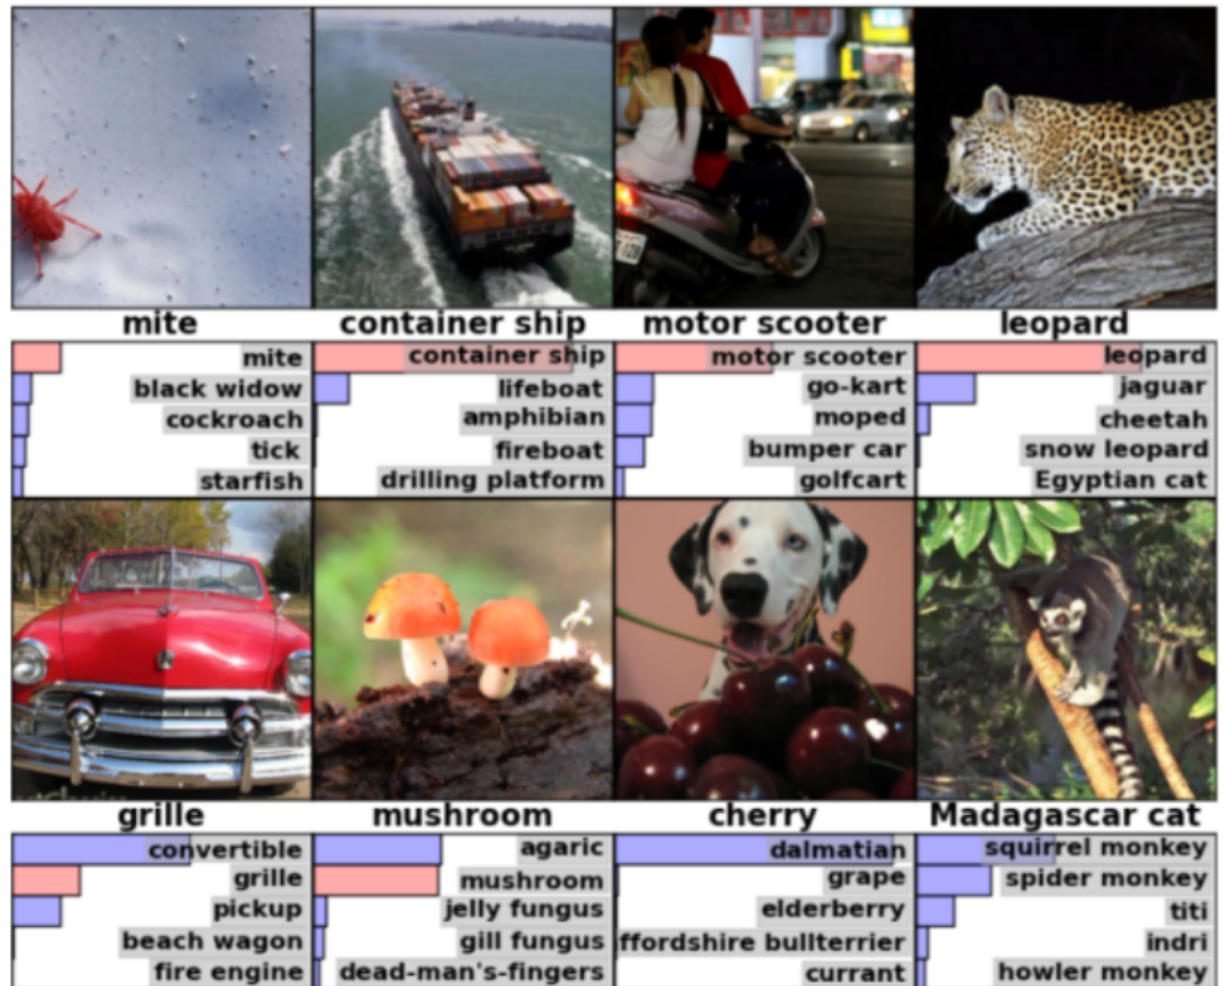 mite
container ship
motor scooter
leopard
mite
black widow
cockroach
tick
starfish
container ship
lifeboat
amphibian
fireboat
drilling platform
motor scooter
go-kart
moped
bumper car
golfcart
leopard
jaguar
cheetah
snow leopard
Egyptian cat
grille
mushroom
cherry
Madagascar cat
convertible
grille
pickup
beach wagon
fire engine
agaric
mushroom
jelly fungus
gill fungus
dead-man's-fingers
dalmatian
grape
elderberry
ffordshire bullterrier
currant
squirrel monkey
spider monkey
titi
indri
howler monkey